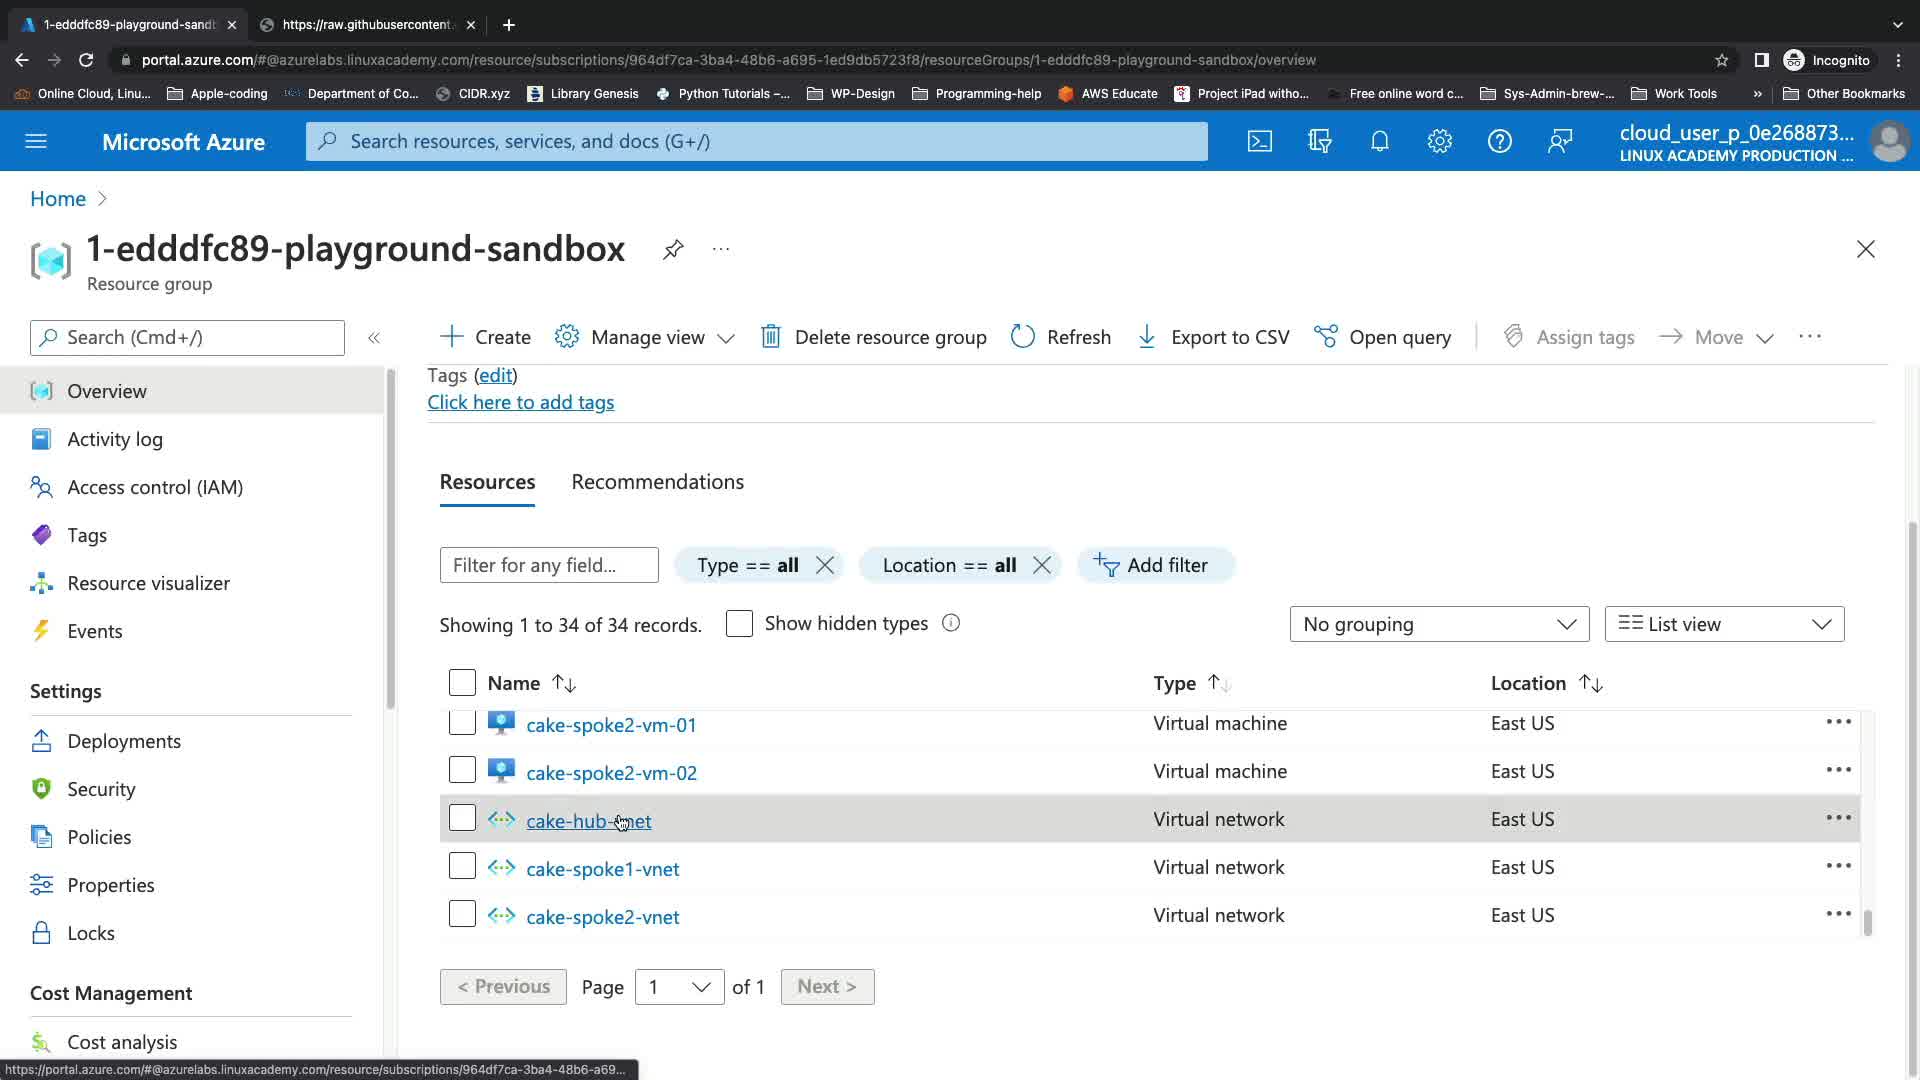 1-edddfc89-playground-sandb
https://raw.githubusercontent.
portal.azure.com/#@azurelabs.linuxacademy.com/resource/subscriptions/964df7ca-3ba4-48b6-a695-1ed9db5723f8/resourceGroups/1-edddfc89-playground-sandbox/overview
Incognito
Online Cloud, Linu...
Apple-coding
Department of Co...
CIDR.xyz
Library Genesis
Python Tutorials –...
WP-Design
Programming-help
AWS Educate
Project iPad witho...
Free online word c...
Sys-Admin-brew-...
Work Tools
»
Other Bookmarks
Microsoft Azure
Search resources, services, and docs (G+/)
cloud_user_p_0e268873...
LINUX ACADEMY PRODUCTION ...
Home
1-edddfc89-playground-sandbox
...
Resource group
Search (Cmd+/)
«
Create
Manage view
Delete resource group
Refresh
Export to CSV
Open query
Assign tags
Move
...
Overview
Activity log
Access control (IAM)
Tags
Resource visualizer
Events
Settings
Deployments
Security
Policies
Properties
Locks
Cost Management
Cost analysis
Tags (edit)
Click here to add tags
Resources
Recommendations
Filter for any field...
Type == all
Location == all
Add filter
Showing 1 to 34 of 34 records.
Show hidden types
No grouping
List view
Name
Type
Location
cake-spoke2-vm-01
Virtual machine
East US
cake-spoke2-vm-02
Virtual machine
East US
cake-hub-vnet
Virtual network
East US
cake-spoke1-vnet
Virtual network
East US
cake-spoke2-vnet
Virtual network
East US
< Previous
Page
1
of 1
Next >
https://portal.azure.com/#@azurelabs.linuxacademy.com/resource/subscriptions/964df7ca-3ba4-48b6-a69...